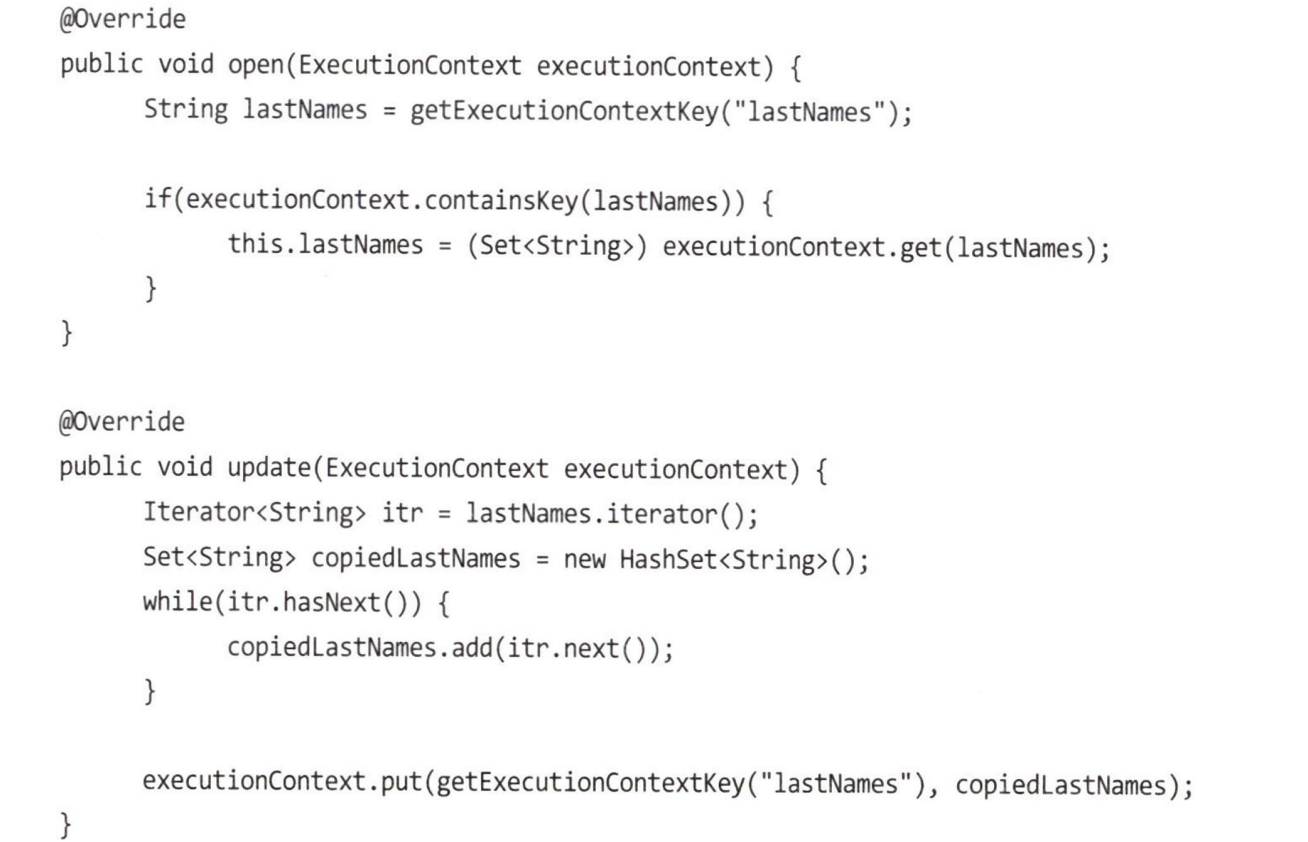 @Override
public void open(ExecutionContext executionContext) {
String lastNames = getExecutionContextKey("lastNames");
if(executionContext.containsKey(lastNames)) {
this.lastNames = (Set<String>) executionContext.get(lastNames);
}
}
@Override
public void update(ExecutionContext executionContext) {
Iterator<String> itr = lastNames.iterator();
Set<String> copiedLastNames = new HashSet<String>();
while(itr.hasNext()) {
copiedLastNames.add(itr.next());
}
executionContext.put(getExecutionContextKey("lastNames"), copiedLastNames);
}